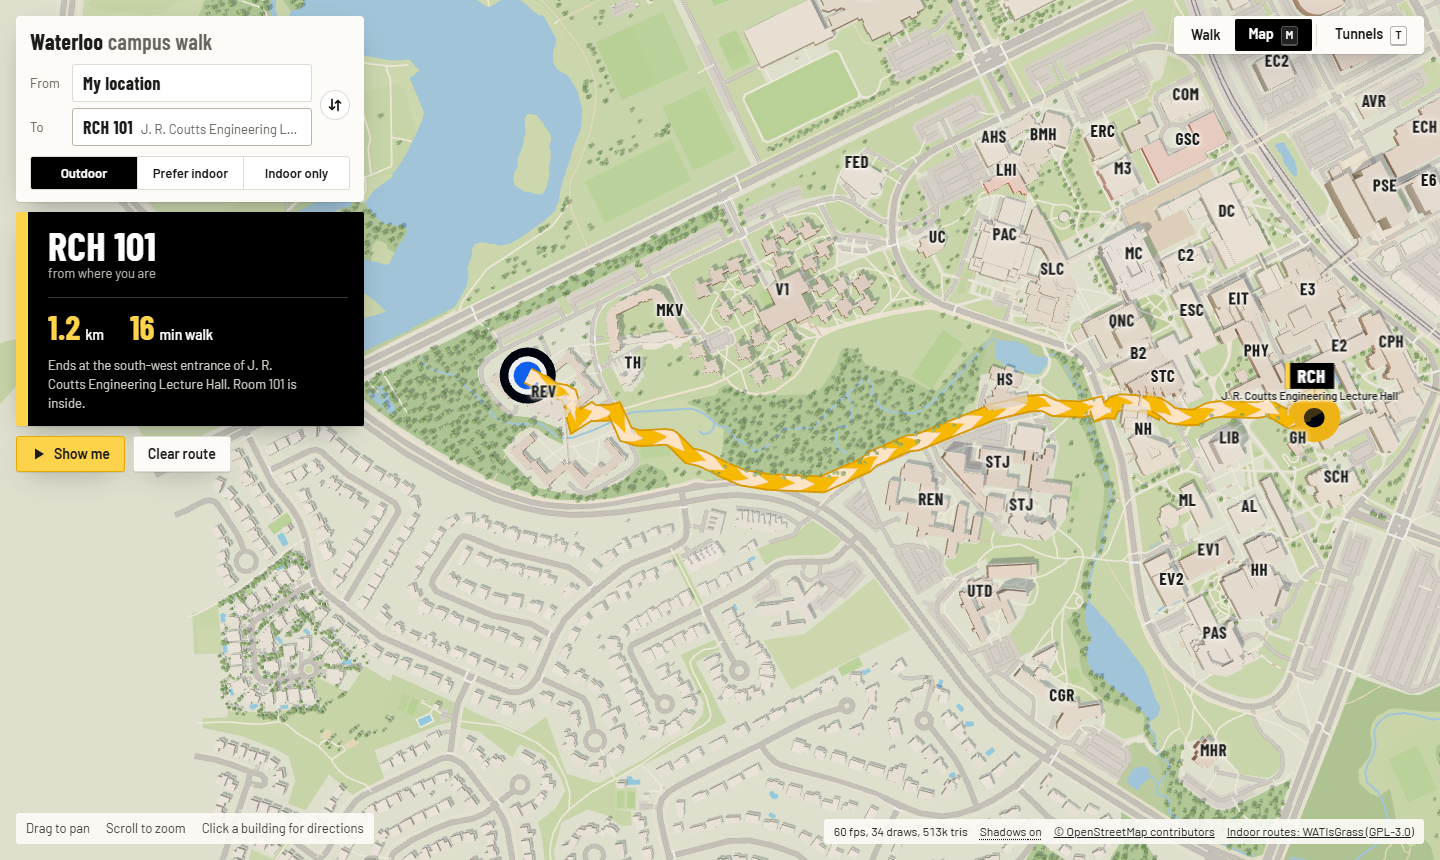 Waterloo campus walk
From My location
To RCH 101 J. R. Coutts Engineering L...
Outdoor Prefer indoor Indoor only
RCH 101
from where you are
1.2 km 16 min walk
Ends at the south-west entrance of J. R.
Coutts Engineering Lecture Hall. Room 101 is
inside.
Show me Clear route
Walk Map M Tunnels T
EC2
COM
AVR
ECH
AHS
BMH
ERC
GSC
FED
LHI
M3
PSE
E6
DC
UC
PAC
MC
C2
SLC
V1
E3
EIT
ESC
MKV
QNC
CPH
E2
PHY
B2
TH
STC
HS
RCH
J. R. Coutts Engineering Lecture Hall
REV
NH
LIB
GH
STJ
SCH
REN
STJ
ML
AL
EV1
HH
EV2
UTD
PAS
CGR
MHR
Drag to pan Scroll to zoom Click a building for directions
60 fps, 34 draws, 513k tris Shadows on © OpenStreetMap contributors Indoor routes: WATIsGrass (GPL-3.0)